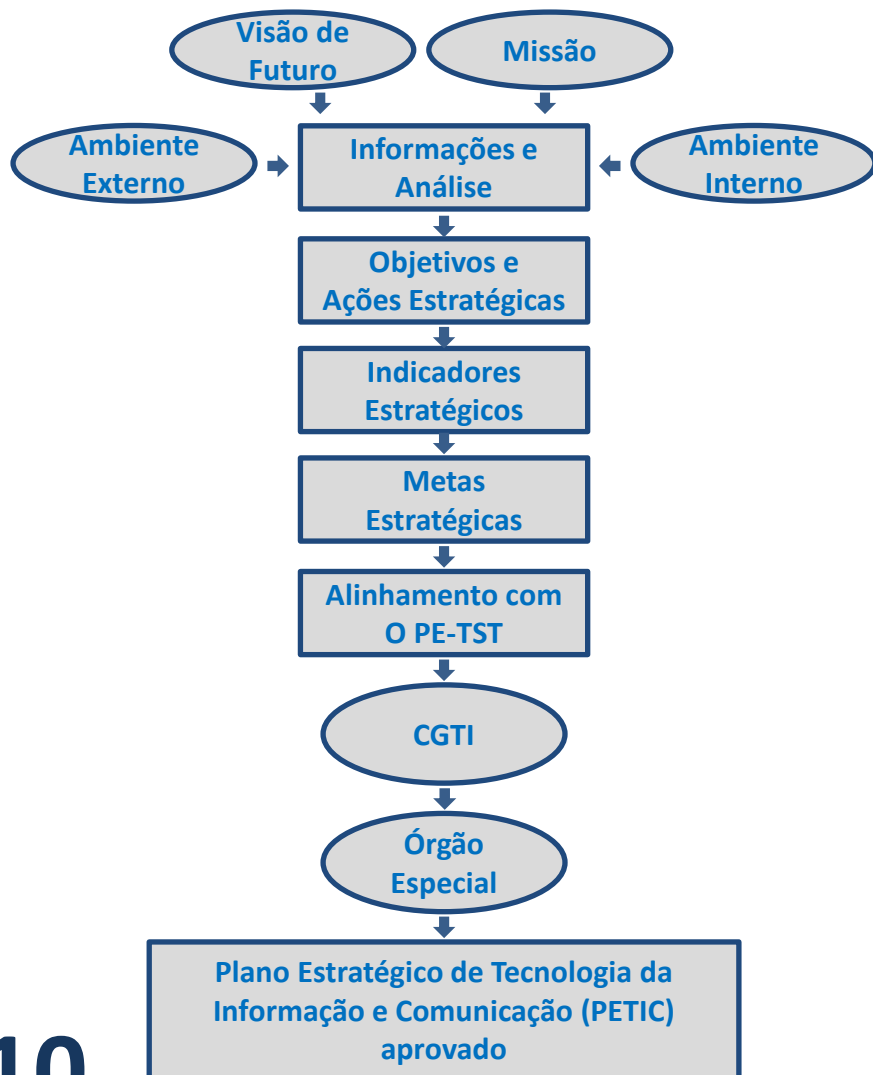 Visão de
Futuro
Missão
Ambiente
Externo
Informações e
Análise
Ambiente
Interno
Objetivos e
Ações Estratégicas
Indicadores
Estratégicos
Metas
Estratégicas
Alinhamento com
O PE-TST
CGTI
Órgão
Especial
Plano Estratégico de Tecnologia da
Informação e Comunicação (PETIC)
aprovado
10